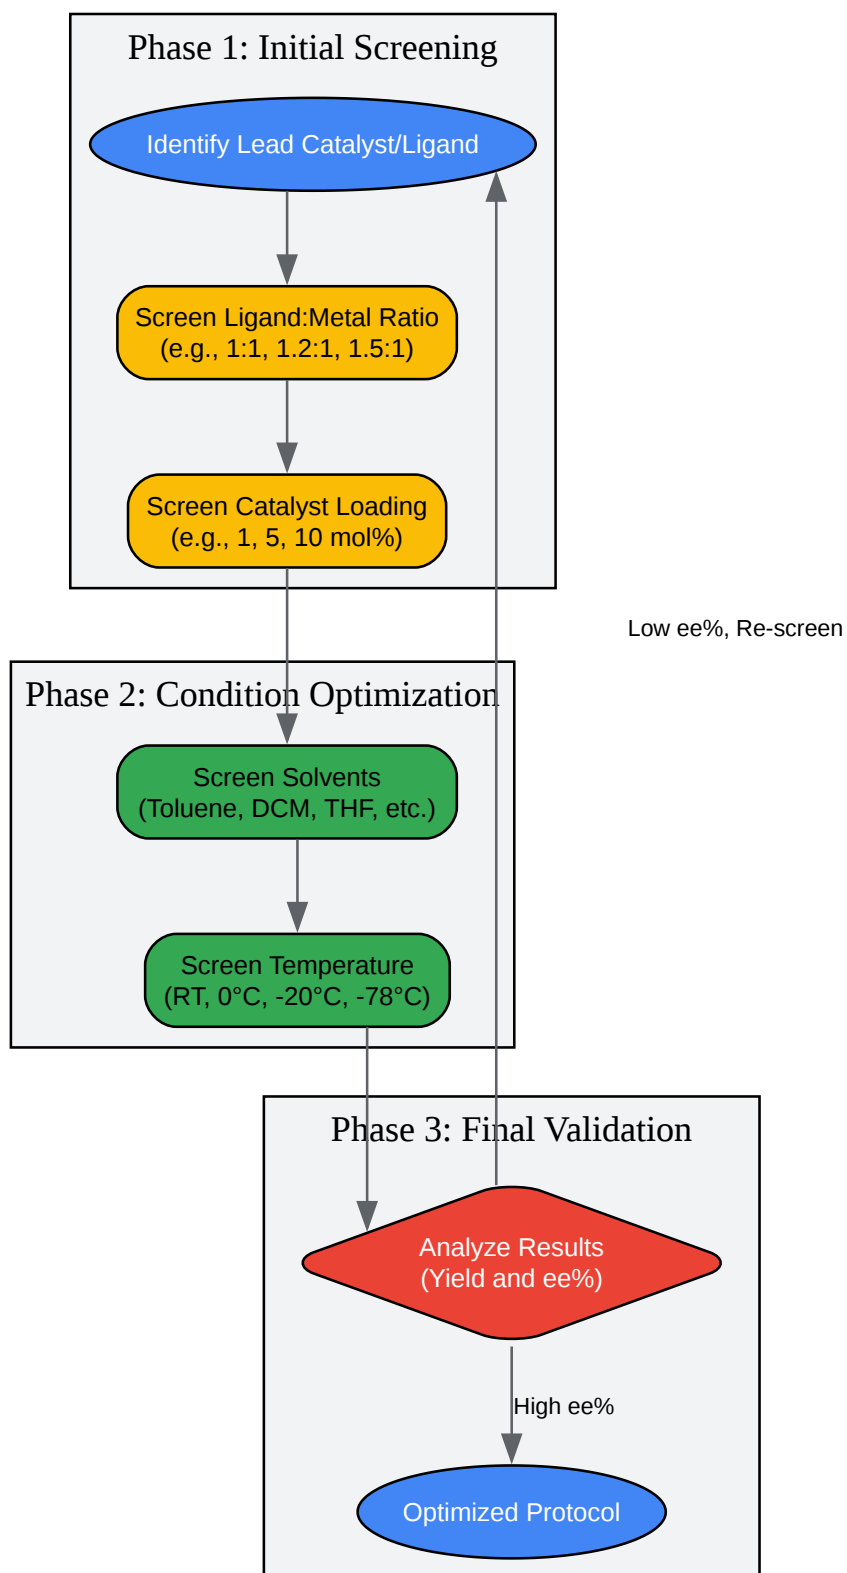 Phase 1: Initial Screening
Identify Lead Catalyst/Ligand
Screen Ligand:Metal Ratio
(e.g., 1:1, 1.2:1, 1.5:1)
Screen Catalyst Loading
(e.g., 1, 5, 10 mol%)
Low ee%, Re-screen
Phase 2: Condition Optimization
Screen Solvents
(Toluene, DCM, THF, etc.)
Screen Temperature
(RT, 0°C, -20°C, -78°C)
Phase 3: Final Validation
Analyze Results
(Yield and ee%)
High ee%
Optimized Protocol